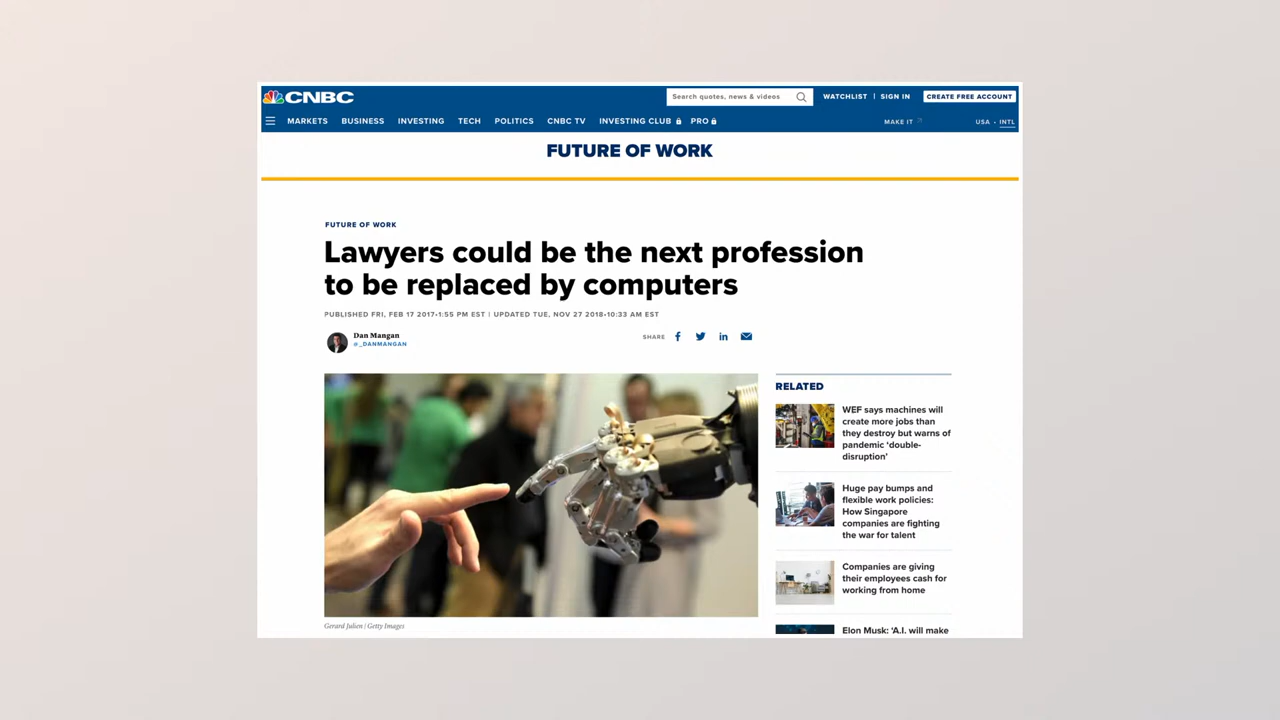 CNBC
Search quotes, news & videos
WATCHLIST | SIGN IN
CREATE FREE ACCOUNT
MARKETS BUSINESS INVESTING TECH POLITICS CNBC TV INVESTING CLUB PRO
MAKE IT
USA • INTL
FUTURE OF WORK
FUTURE OF WORK
Lawyers could be the next profession
to be replaced by computers
PUBLISHED FRI, FEB 17 2017•1:55 PM EST | UPDATED TUE, NOV 27 2018•10:33 AM EST
Dan Mangan
@_DANMANGAN
SHARE
Gerard Julien | Getty Images
RELATED
WEF says machines will
create more jobs than
they destroy but warns of
pandemic ‘double-
disruption’
Huge pay bumps and
flexible work policies:
How Singapore
companies are fighting
the war for talent
Companies are giving
their employees cash for
working from home
Elon Musk: ‘A.I. will make